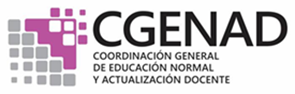 CGENAD
COORDINACIÓN GENERAL
DE EDUCACIÓN NORMAL
Y ACTUALIZACIÓN DOCENTE